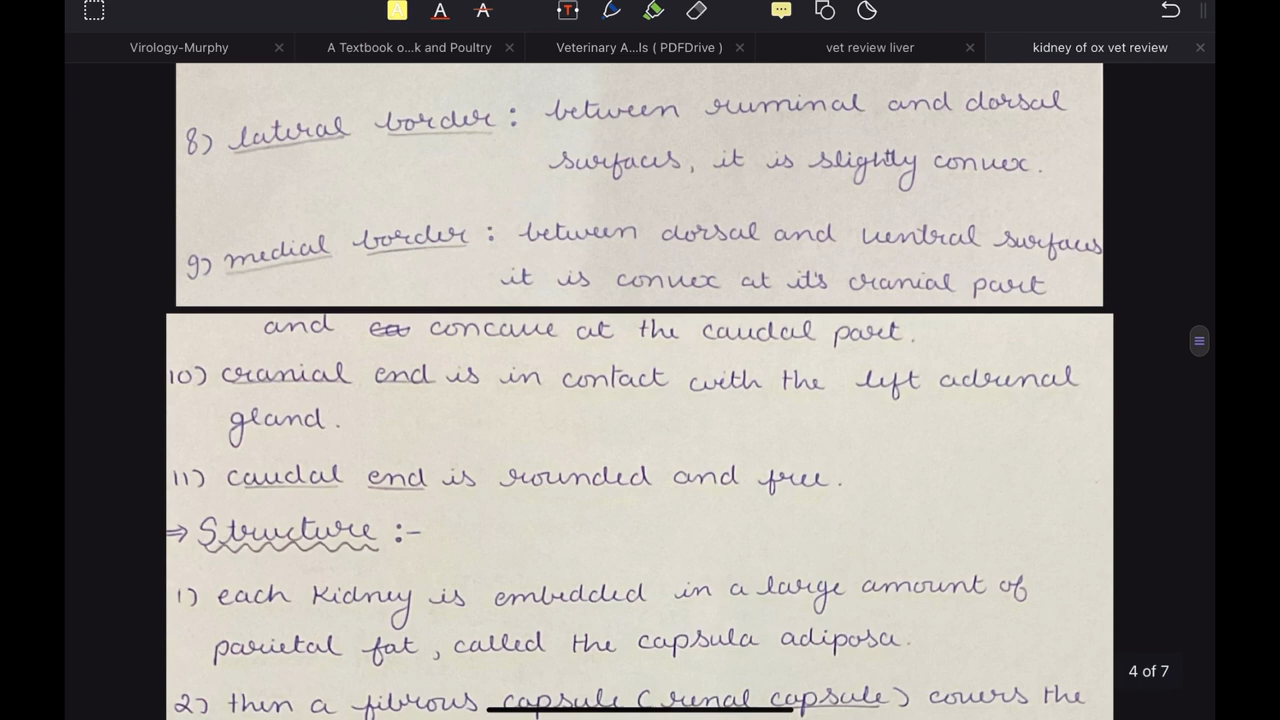 A A A T
Virology-Murphy × A Textbook o...k and Poultry × Veterinary A...ls ( PDFDrive ) × vet review liver × kidney of ox vet review ×
8) lateral border : between ruminal and dorsal
surfaces, it is slightly convex.
9) medial border : between dorsal and ventral surfaces
it is convex at it's cranial part
and concave at the caudal part.
10) cranial end is in contact with the left adrenal
gland.
11) caudal end is rounded and free.
⇒ Structure :-
1) each kidney is embedded in a large amount of
parietal fat, called the capsula adiposa.
4 of 7
2) then a fibrous capsule (renal capsule) covers the